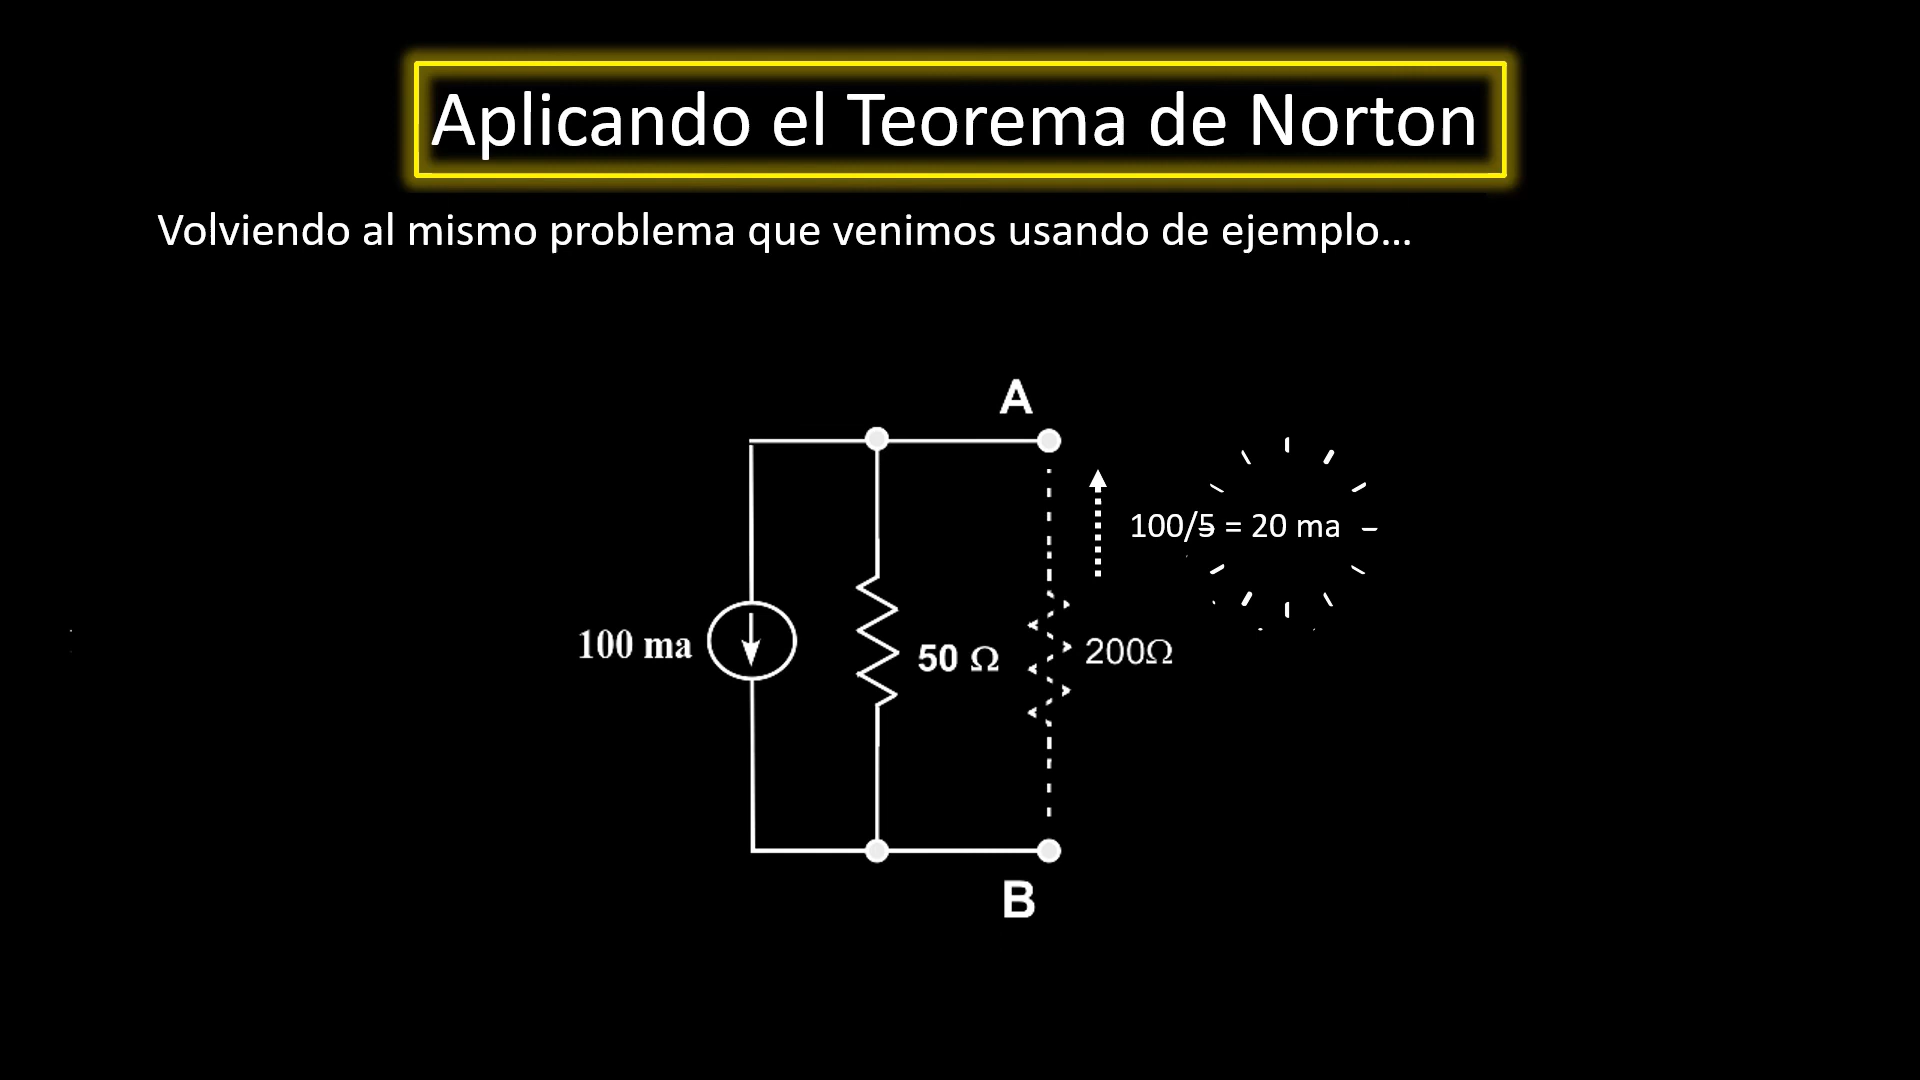 Aplicando el Teorema de Norton
Volviendo al mismo problema que venimos usando de ejemplo...
A
100/5 = 20 ma
100 ma
50 Ω
200Ω
B